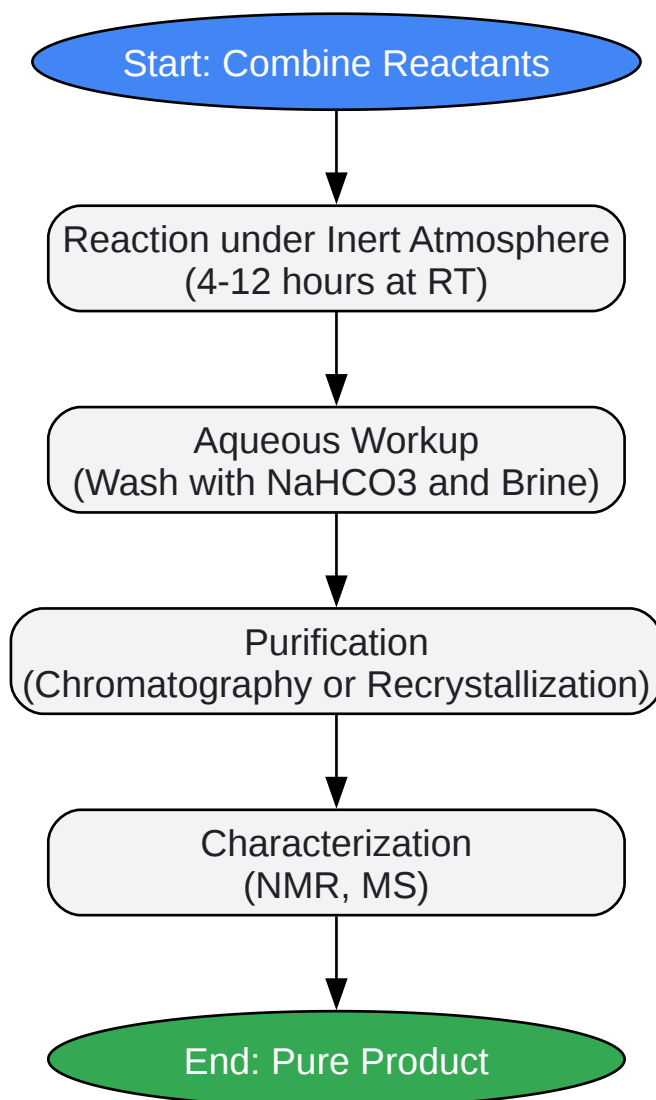 Start: Combine Reactants
Reaction under Inert Atmosphere
(4-12 hours at RT)
Aqueous Workup
(Wash with NaHCO3 and Brine)
Purification
(Chromatography or Recrystallization)
Characterization
(NMR, MS)
End: Pure Product